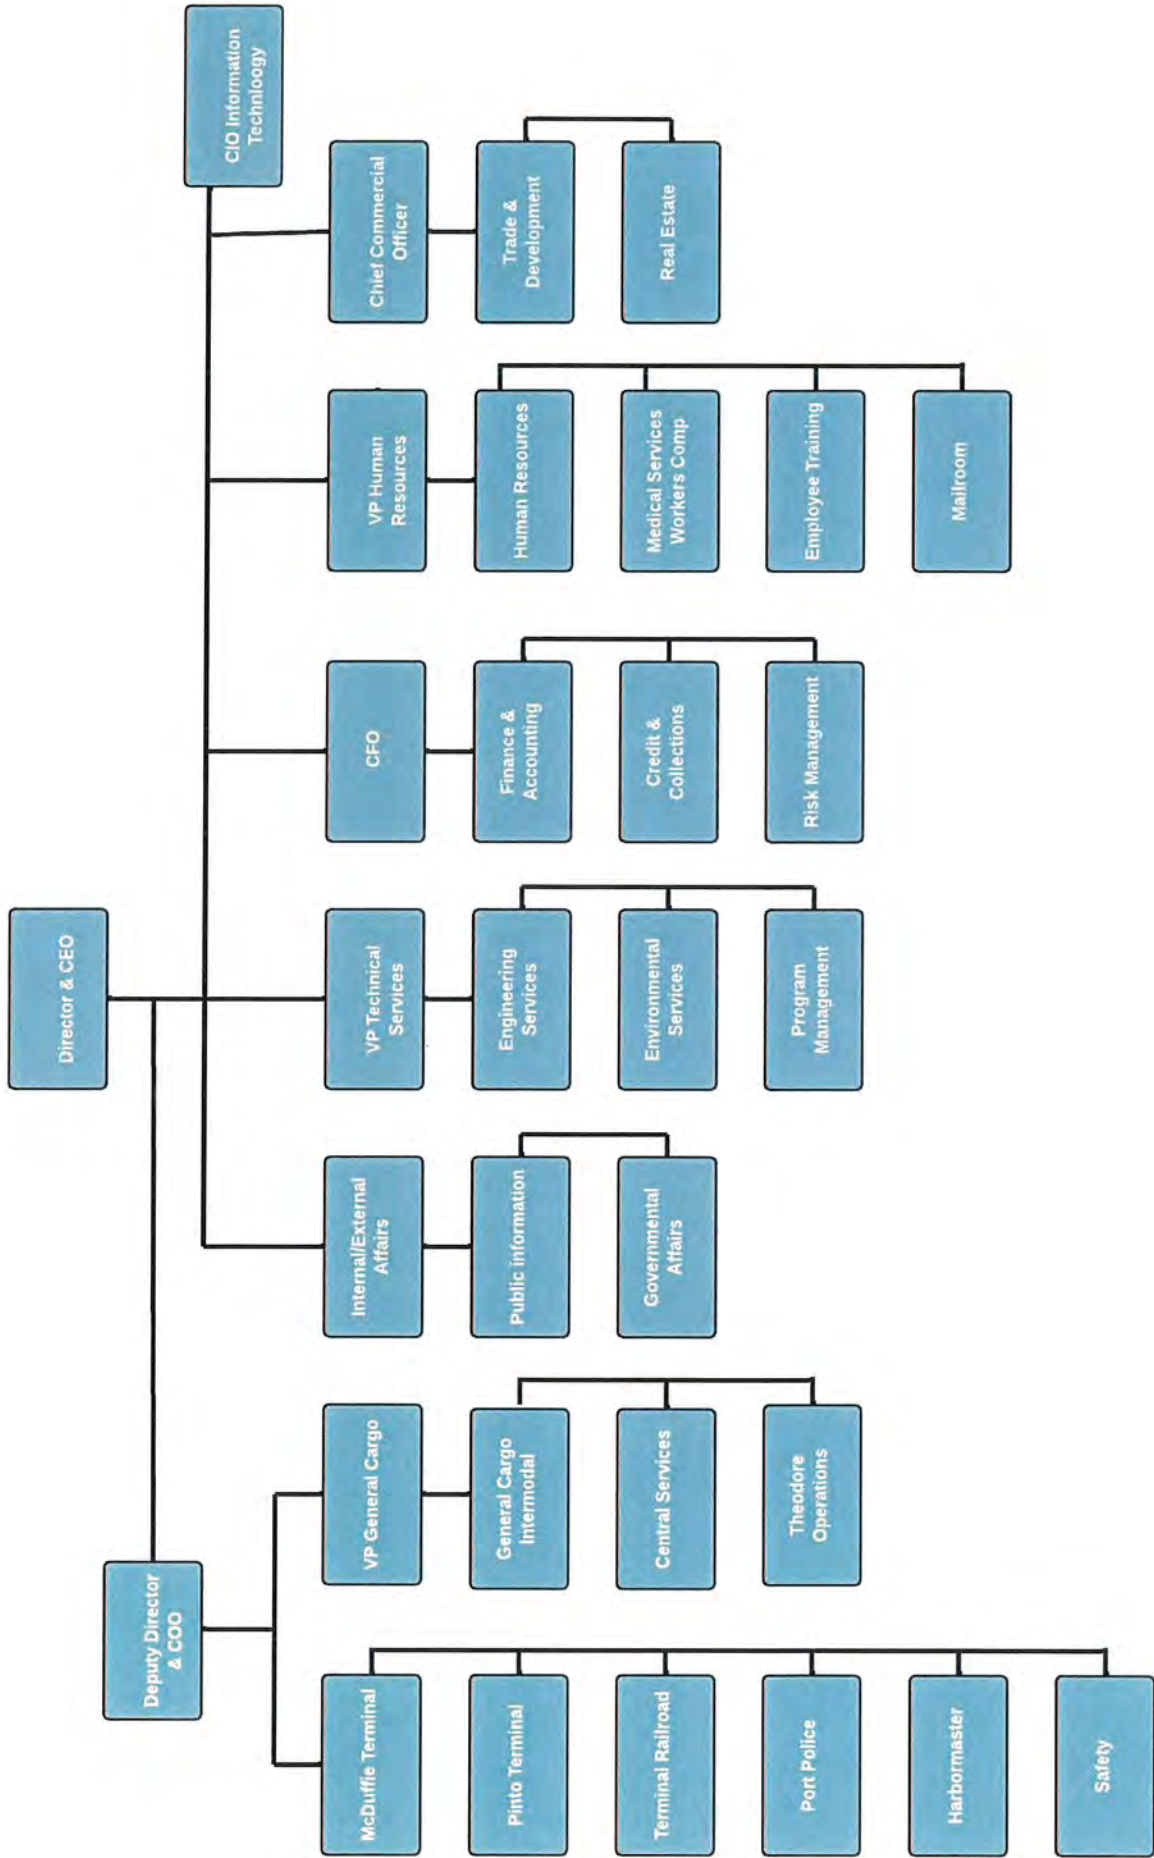 Director & CEO
Deputy Director
& COO
CIO Information
Technloogy
McDuffie Terminal
Pinto Terminal
Terminal Railroad
Port Police
Harbormaster
Safety
VP General Cargo
General Cargo
Intermodal
Central Services
Theodore
Operations
Internal/External
Affairs
Public information
Governmental
Affairs
VP Technical
Services
Engineering
Services
Environmental
Services
Program
Management
CFO
Finance &
Accounting
Credit &
Collections
Risk Management
VP Human
Resources
Human Resources
Medical Services
Workers Comp
Employee Training
Mailroom
Chief Commercial
Officer
Trade &
Development
Real Estate